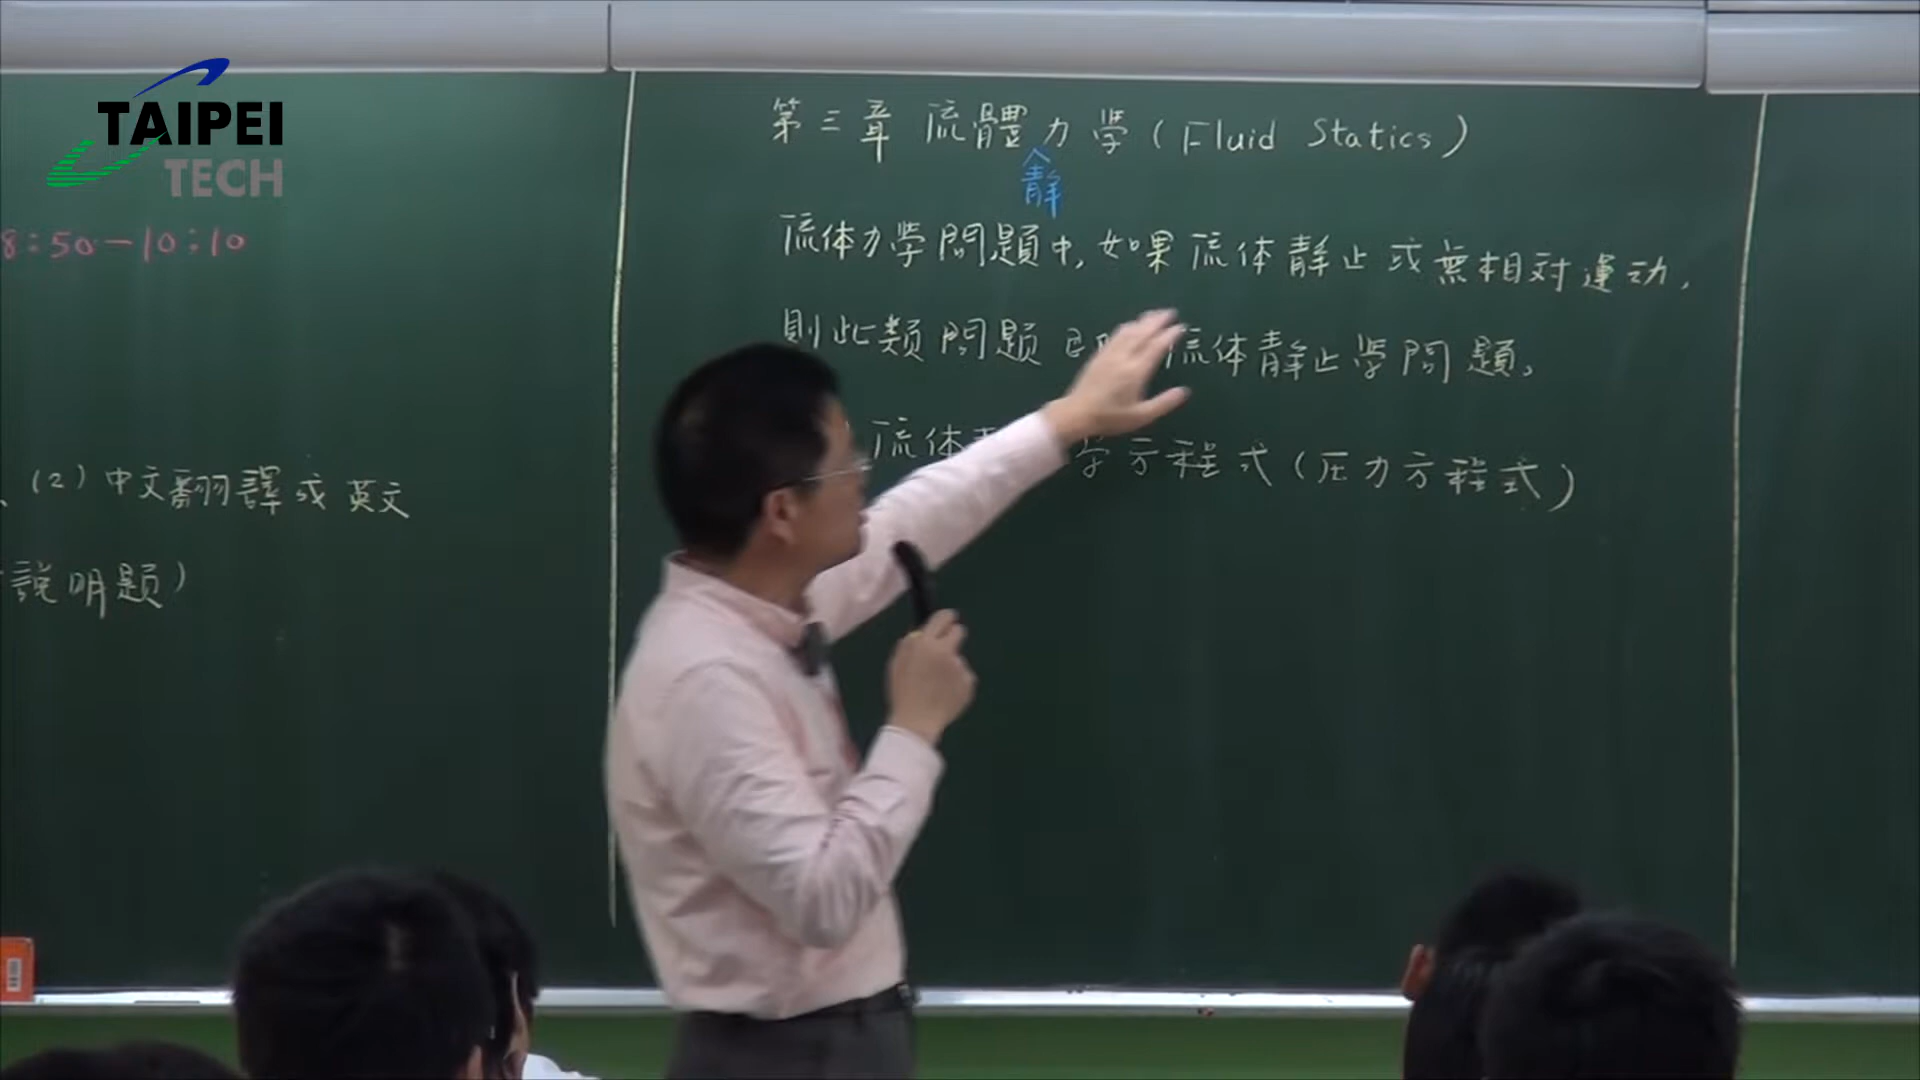 TAIPEI
TECH
8:50-10:10
(2) 中文翻譯或英文
說明題)
第三章 流體力學 (Fluid Statics)
靜
流体力學問題中, 如果流体靜止或無相对運动,
則此類問題 流体靜止學問題,
流体 學方程式 (压力方程式)